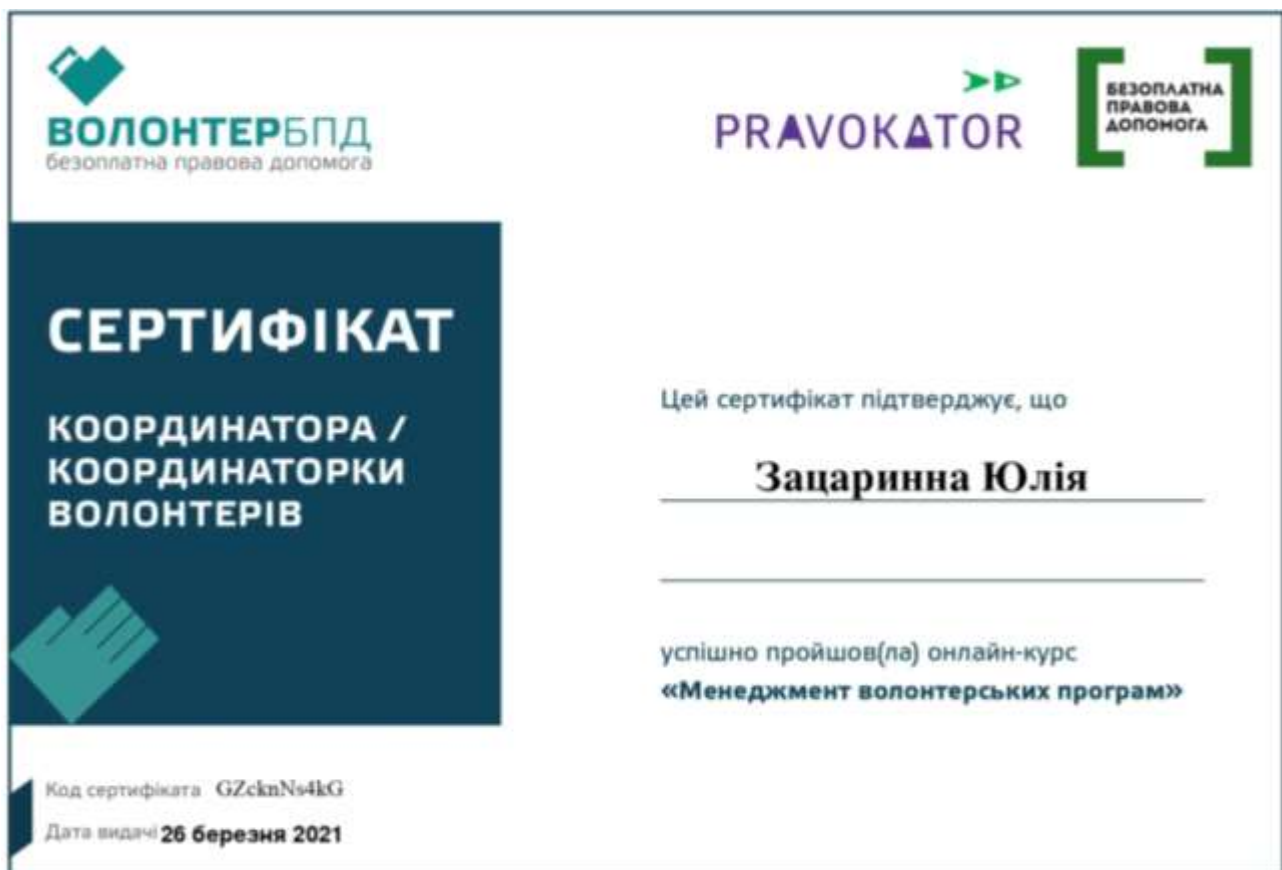 ВОЛОНТЕРБПД
безоплатна правова допомога
PRAVOKATOR
БЕЗОПЛАТНА
ПРАВОВА
ДОПОМОГА
СЕРТИФІКАТ
КООРДИНАТОРА /
КООРДИНАТОРКИ
ВОЛОНТЕРІВ
Цей сертифікат підтверджує, що
Зацаринна Юлія
успішно пройшов(ла) онлайн-курс
«Менеджмент волонтерських програм»
Код сертифіката GZcknNs4kG
Дата видачі 26 березня 2021